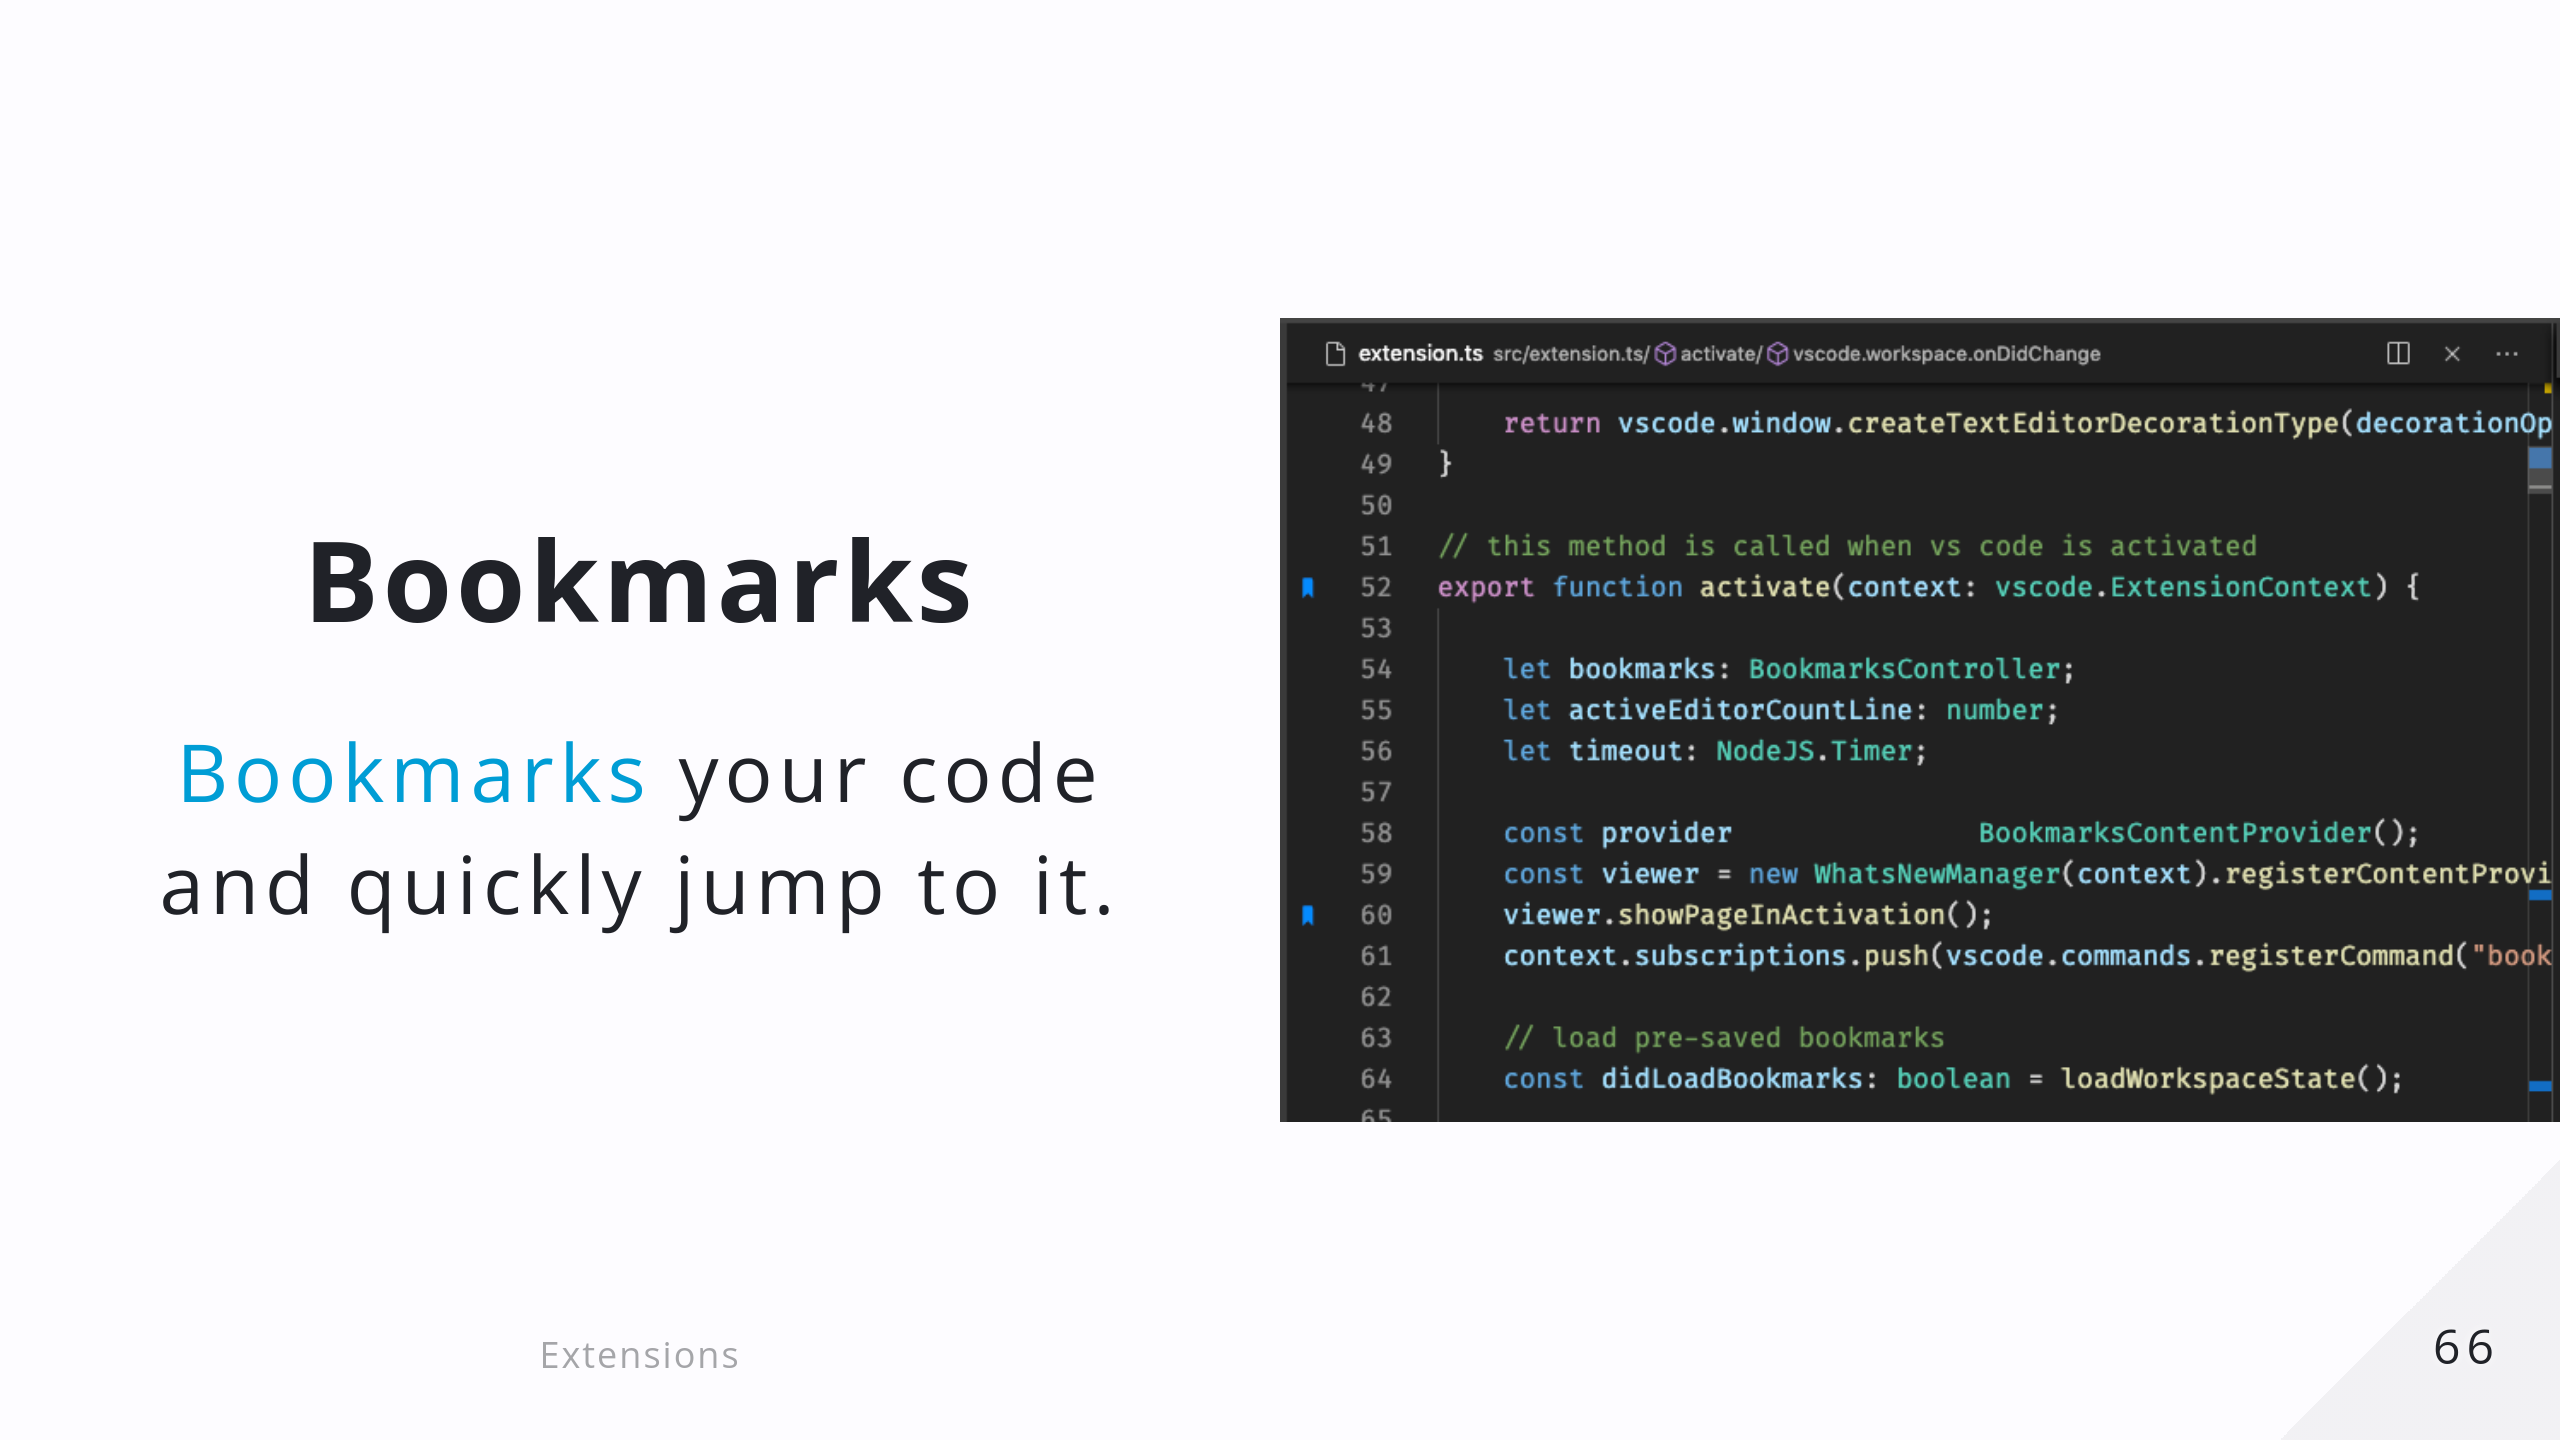 Bookmarks
Bookmarks your code
and quickly jump to it.
extension.ts src/extension.ts/ activate/ vscode.workspace.onDidChange
47
48 return vscode.window.createTextEditorDecorationType(decorationOp
49 }
50
51 // this method is called when vs code is activated
52 export function activate(context: vscode.ExtensionContext) {
53
54 let bookmarks: BookmarksController;
55 let activeEditorCountLine: number;
56 let timeout: NodeJS.Timer;
57
58 const provider BookmarksContentProvider();
59 const viewer = new WhatsNewManager(context).registerContentProvi
60 viewer.showPageInActivation();
61 context.subscriptions.push(vscode.commands.registerCommand("book
62
63 // load pre-saved bookmarks
64 const didLoadBookmarks: boolean = loadWorkspaceState();
65
Extensions
66